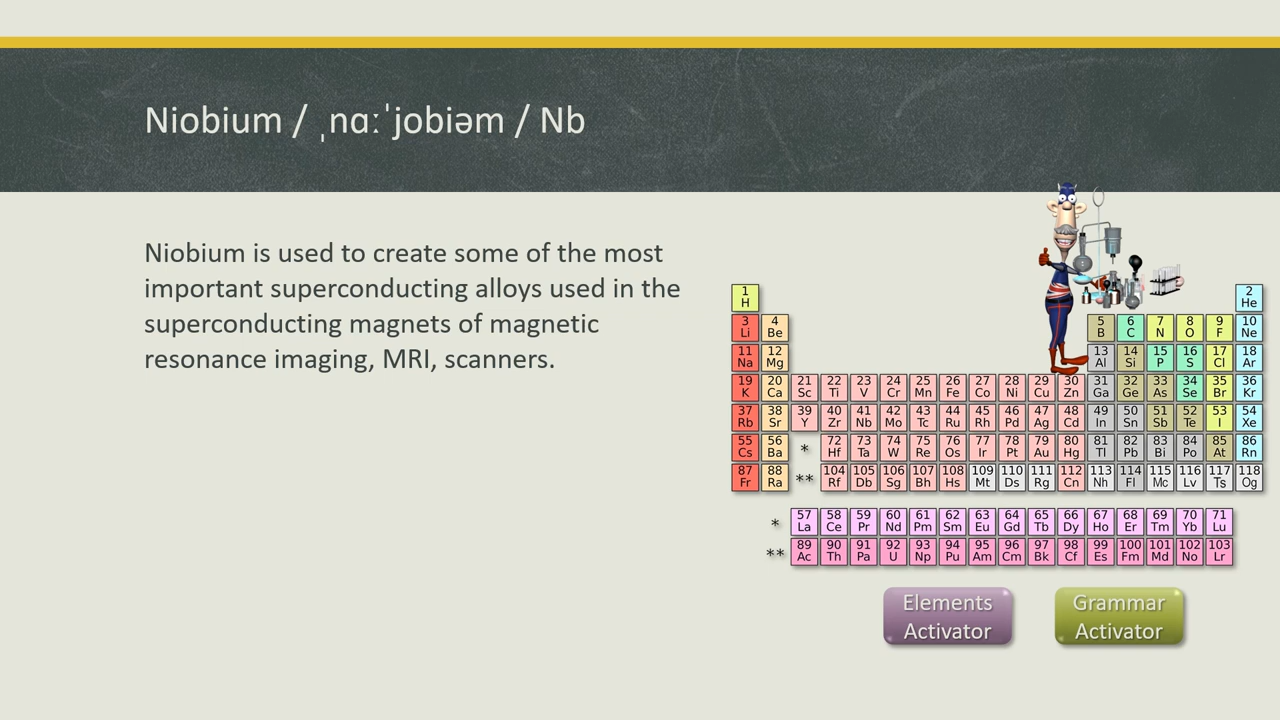 Niobium / ˌnɑːˈjobiəm / Nb
Niobium is used to create some of the most
important superconducting alloys used in the
superconducting magnets of magnetic
resonance imaging, MRI, scanners.
1 2
H He
3 4 5 6 7 8 9 10
Li Be B C N O F Ne
11 12 13 14 15 16 17 18
Na Mg Al Si P S Cl Ar
19 20 21 22 23 24 25 26 27 28 29 30 31 32 33 34 35 36
K Ca Sc Ti V Cr Mn Fe Co Ni Cu Zn Ga Ge As Se Br Kr
37 38 39 40 41 42 43 44 45 46 47 48 49 50 51 52 53 54
Rb Sr Y Zr Nb Mo Tc Ru Rh Pd Ag Cd In Sn Sb Te I Xe
55 56 * 72 73 74 75 76 77 78 79 80 81 82 83 84 85 86
Cs Ba Hf Ta W Re Os Ir Pt Au Hg Tl Pb Bi Po At Rn
87 88 ** 104 105 106 107 108 109 110 111 112 113 114 115 116 117 118
Fr Ra Rf Db Sg Bh Hs Mt Ds Rg Cn Nh Fl Mc Lv Ts Og
* 57 58 59 60 61 62 63 64 65 66 67 68 69 70 71
La Ce Pr Nd Pm Sm Eu Gd Tb Dy Ho Er Tm Yb Lu
** 89 90 91 92 93 94 95 96 97 98 99 100 101 102 103
Ac Th Pa U Np Pu Am Cm Bk Cf Es Fm Md No Lr
Elements
Activator
Grammar
Activator